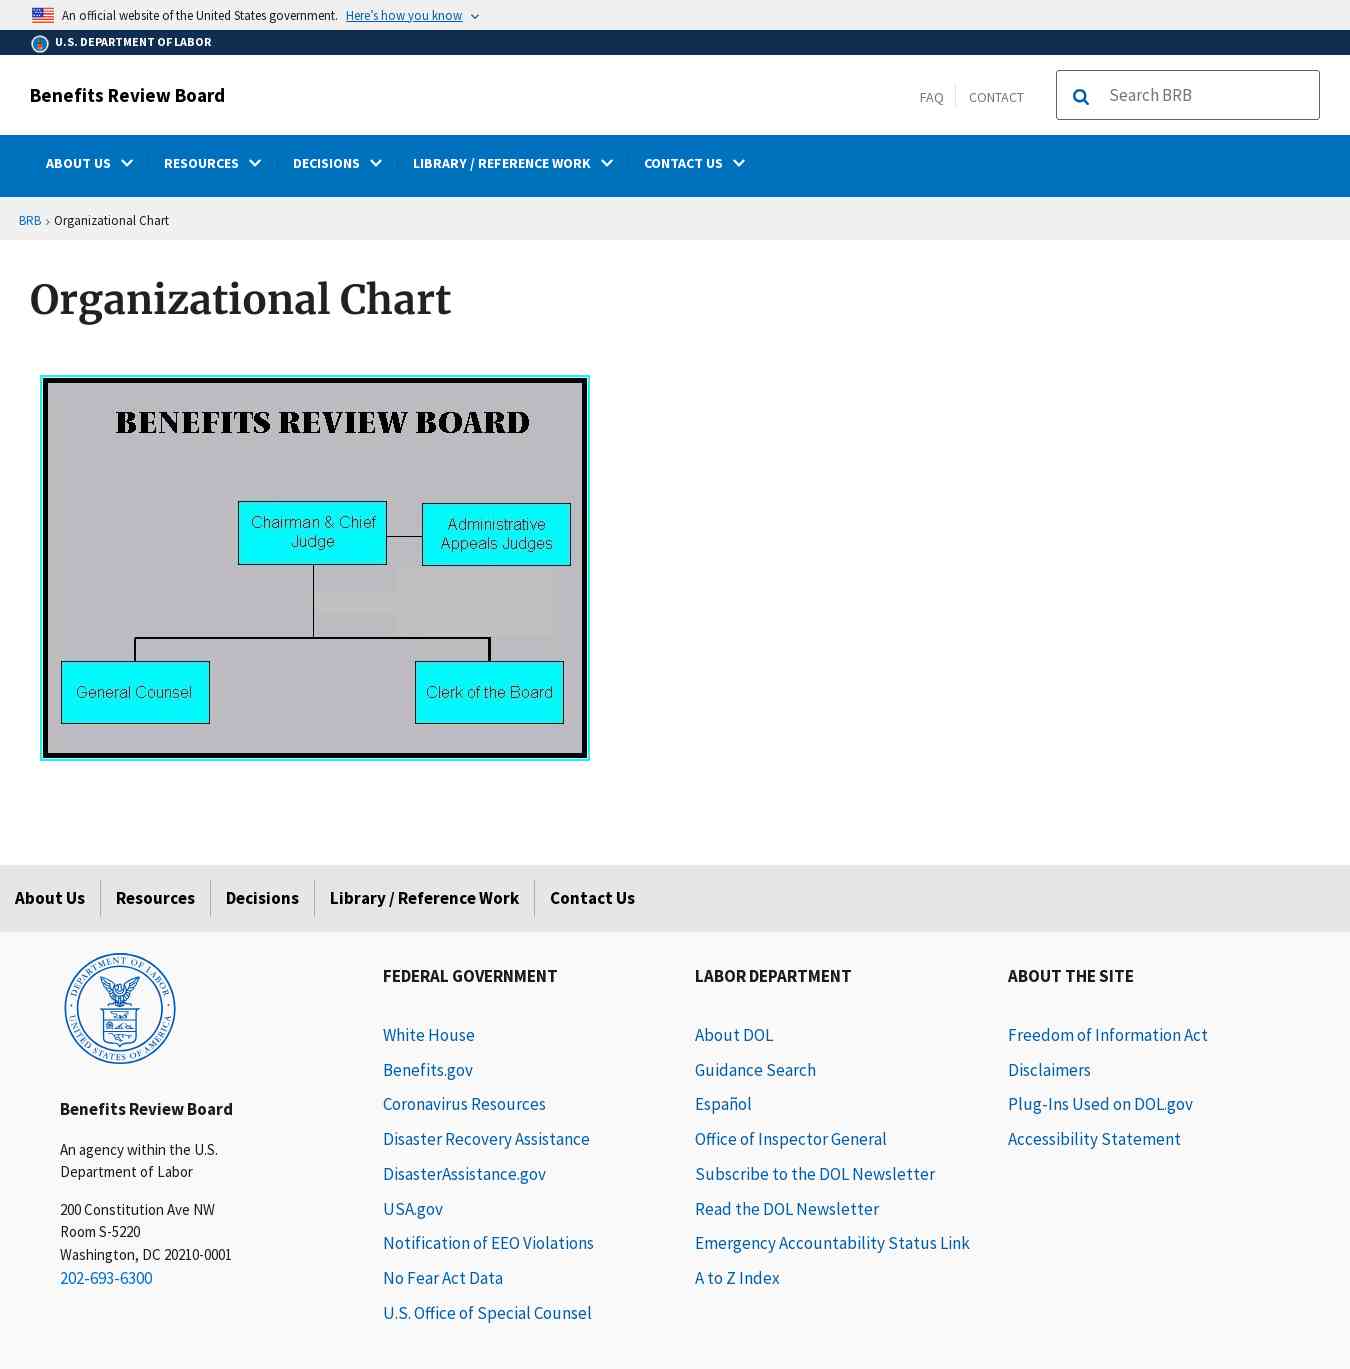 An official website of the United States government. Here's how you know
U.S. DEPARTMENT OF LABOR
Benefits Review Board
FAQ
CONTACT
Search BRB
ABOUT US
RESOURCES
DECISIONS
LIBRARY / REFERENCE WORK
CONTACT US
BRB › Organizational Chart
Organizational Chart
BENEFITS REVIEW BOARD
Chairman & Chief
Judge
Administrative
Appeals Judges
General Counsel
Clerk of the Board
About Us
Resources
Decisions
Library / Reference Work
Contact Us
DEPARTMENT OF LABOR
UNITED STATES OF AMERICA
Benefits Review Board
An agency within the U.S.
Department of Labor
200 Constitution Ave NW
Room S-5220
Washington, DC 20210-0001
202-693-6300
FEDERAL GOVERNMENT
White House
Benefits.gov
Coronavirus Resources
Disaster Recovery Assistance
DisasterAssistance.gov
USA.gov
Notification of EEO Violations
No Fear Act Data
U.S. Office of Special Counsel
LABOR DEPARTMENT
About DOL
Guidance Search
Español
Office of Inspector General
Subscribe to the DOL Newsletter
Read the DOL Newsletter
Emergency Accountability Status Link
A to Z Index
ABOUT THE SITE
Freedom of Information Act
Disclaimers
Plug-Ins Used on DOL.gov
Accessibility Statement